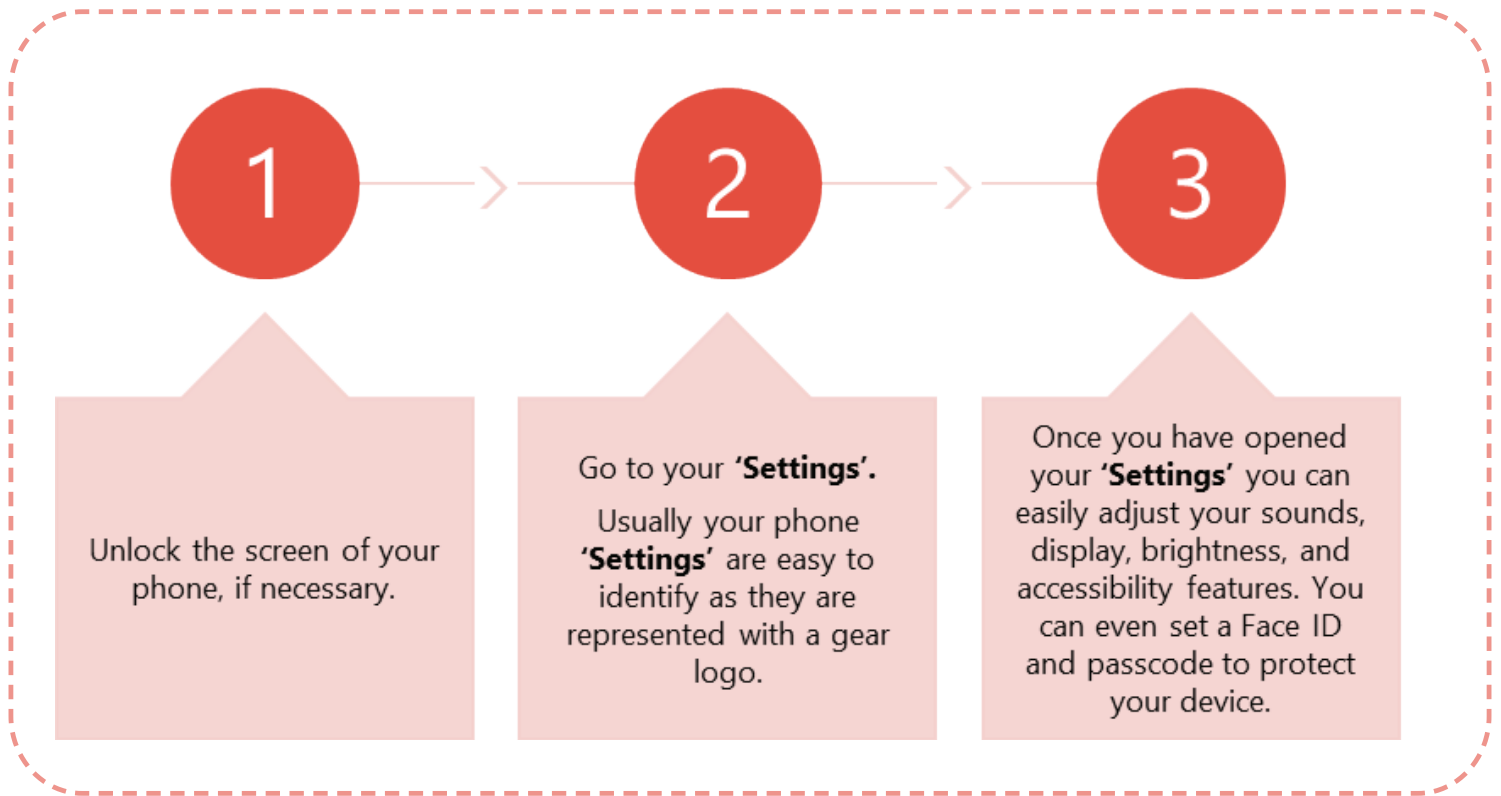 1
2
3
Unlock the screen of your
phone, if necessary.
Go to your ‘Settings’.
Usually your phone
‘Settings’ are easy to
identify as they are
represented with a gear
logo.
Once you have opened
your ‘Settings’ you can
easily adjust your sounds,
display, brightness, and
accessibility features. You
can even set a Face ID
and passcode to protect
your device.